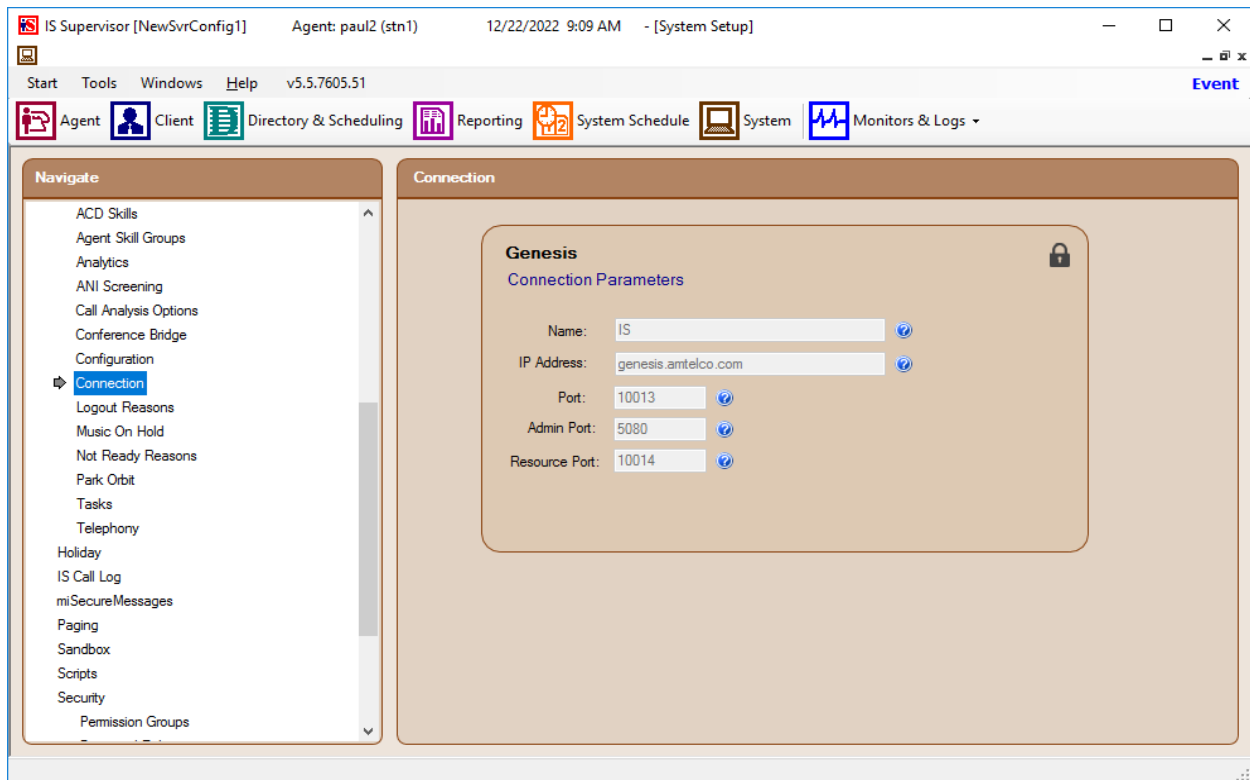 IS Supervisor [NewSvrConfig1] Agent: paul2 (stn1) 12/22/2022 9:09 AM - [System Setup]
Start Tools Windows Help v5.5.7605.51 Event
Agent Client Directory & Scheduling Reporting System Schedule System Monitors & Logs
Navigate
ACD Skills
Agent Skill Groups
Analytics
ANI Screening
Call Analysis Options
Conference Bridge
Configuration
Connection
Logout Reasons
Music On Hold
Not Ready Reasons
Park Orbit
Tasks
Telephony
Holiday
IS Call Log
miSecureMessages
Paging
Sandbox
Scripts
Security
Permission Groups
Connection
Genesis
Connection Parameters
Name: IS
IP Address: genesis.amtelco.com
Port: 10013
Admin Port: 5080
Resource Port: 10014